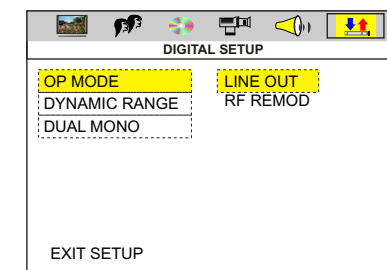 DIGITAL SETUP
OP MODE
LINE OUT
DYNAMIC RANGE
RF REMOD
DUAL MONO
EXIT SETUP